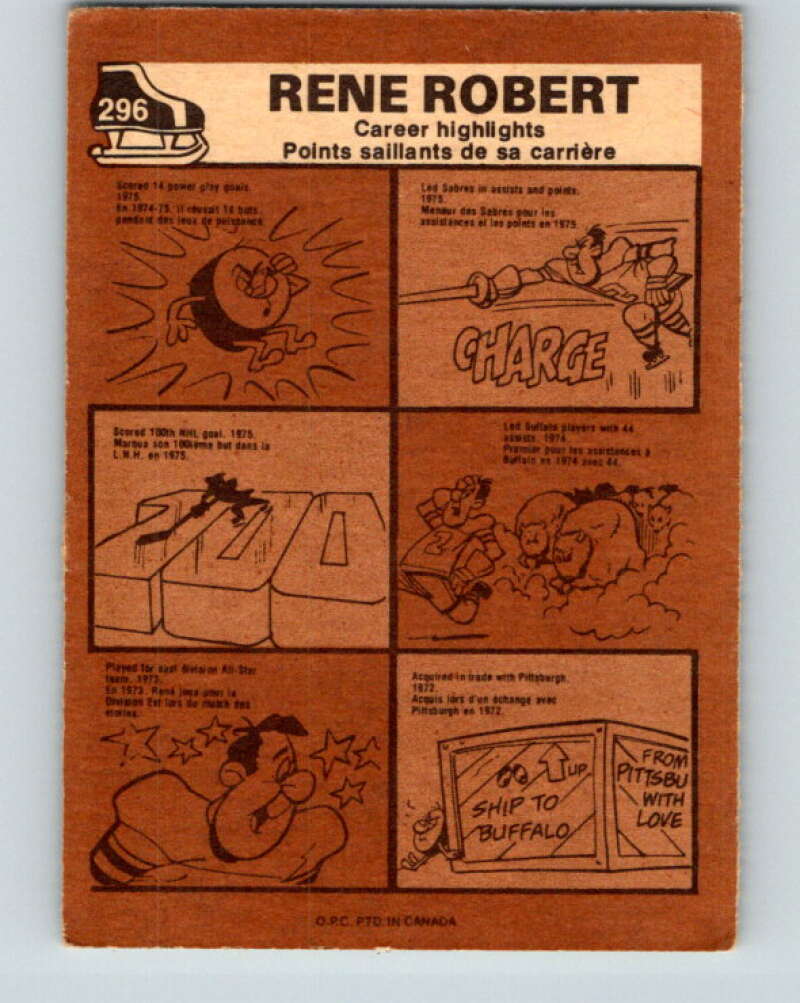 296
RENE ROBERT
Career highlights
Points saillants de sa carrière
Scored 14 power play goals.
1975.
En 1974-75, il réussit 14 buts,
pendant des jeux de puissance
Led Sabres in assists and points.
1975.
Meneur des Sabres pour les
assistances et les points en 1975.
CHARGE
Scored 100th NHL goal. 1975.
Marqua son 100ième but dans la
L.N.H. en 1975.
100
Led Buffalo players with 44
assists. 1974.
Premier pour les assistances à
Buffalo en 1974 avec 44.
2
Played for east division All-Star
team. 1973.
En 1973, René joua pour la
Division Est lors du match des
étoiles.
Acquired in trade with Pittsburgh.
1972.
Acquis lors d'un échange avec
Pittsburgh en 1972.
UP
SHIP TO
BUFFALO
FROM
PITTSBU
WITH
LOVE
O.P.C. PTD. IN CANADA